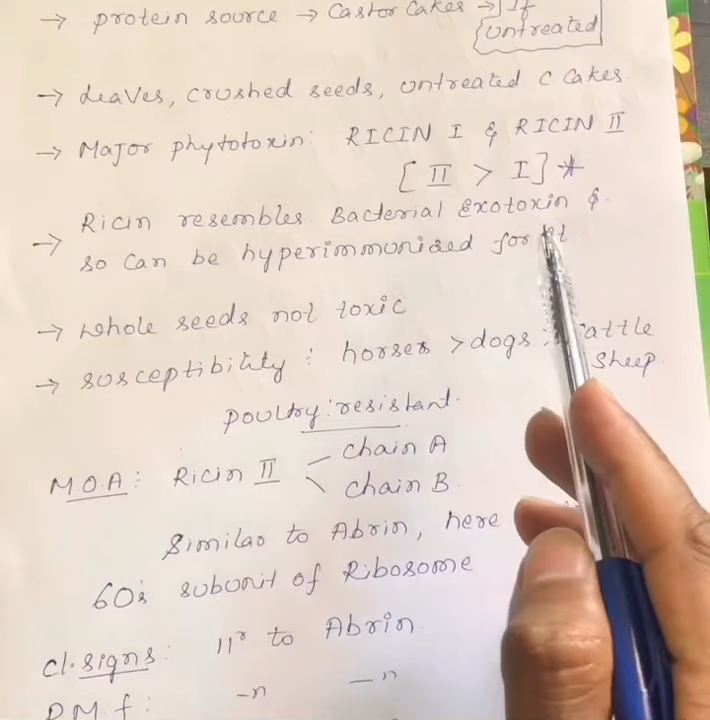 → protein source → Castor Cakes → If
untreated
→ Leaves, crushed seeds, untreated C Cakes.
→ Major phytotoxin: RICIN I & RICIN II
[II > I]*
→ Ricin resembles Bacterial Exotoxin &
so can be hyperimmunized for
→ Whole seeds not toxic
→ susceptibility : horses > dogs > cattle
sheep.
poultry: resistant.
M.O.A: Ricin II chain A
chain B.
Similar to Abrin, here
60s subunit of Ribosome
Cl. signs: 11r to Abrin.
P.M.f: -n -n